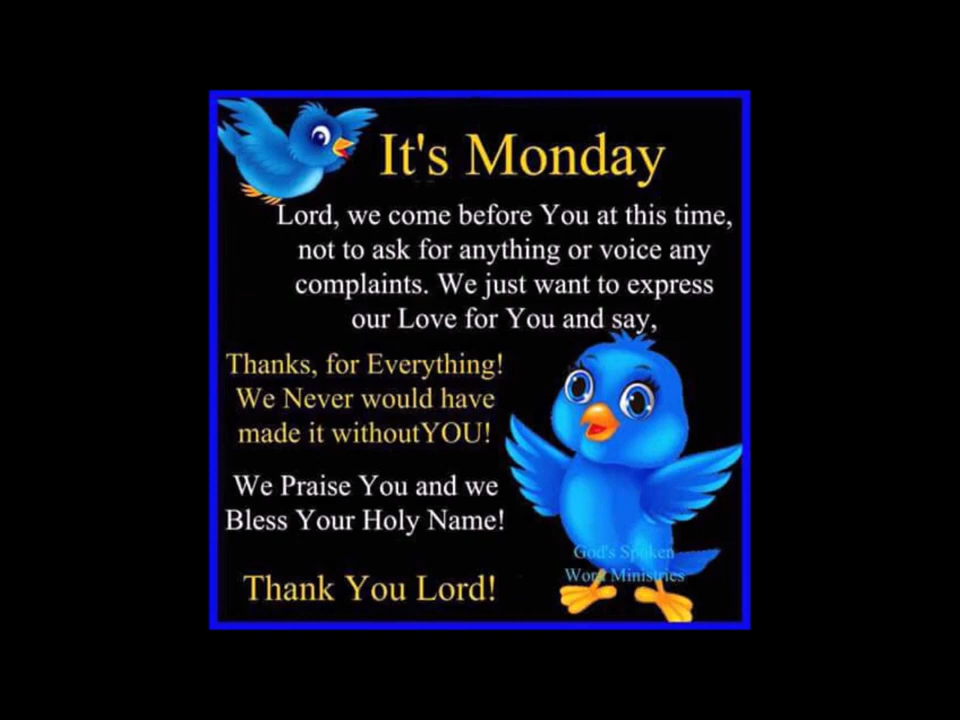 It's Monday
Lord, we come before You at this time,
not to ask for anything or voice any
complaints. We just want to express
our Love for You and say,
Thanks, for Everything!
We Never would have
made it withoutYOU!
We Praise You and we
Bless Your Holy Name!
Thank You Lord!
God's Spoken
Word Ministries